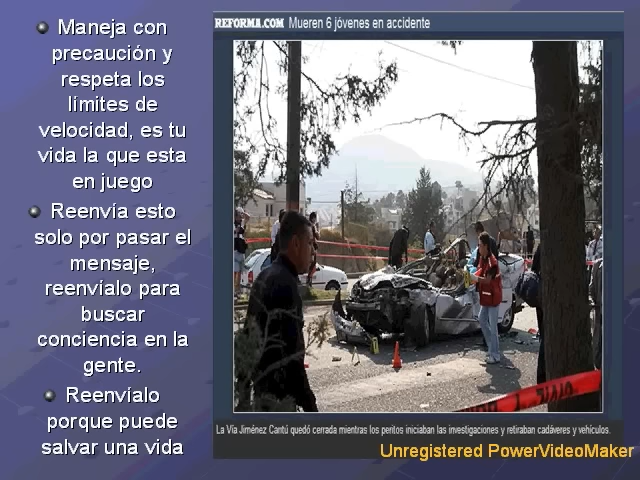 Maneja con
precaución y
respeta los
límites de
velocidad, es tu
vida la que esta
en juego
Reenvía esto
solo por pasar el
mensaje,
reenvíalo para
buscar
conciencia en la
gente.
Reenvíalo
porque puede
salvar una vida
REFORMA.COM Mueren 6 jóvenes en accidente
La Vía Jiménez Cantú quedó cerrada mientras los peritos iniciaban las investigaciones y retiraban cadáveres y vehículos.
Unregistered PowerVideoMaker